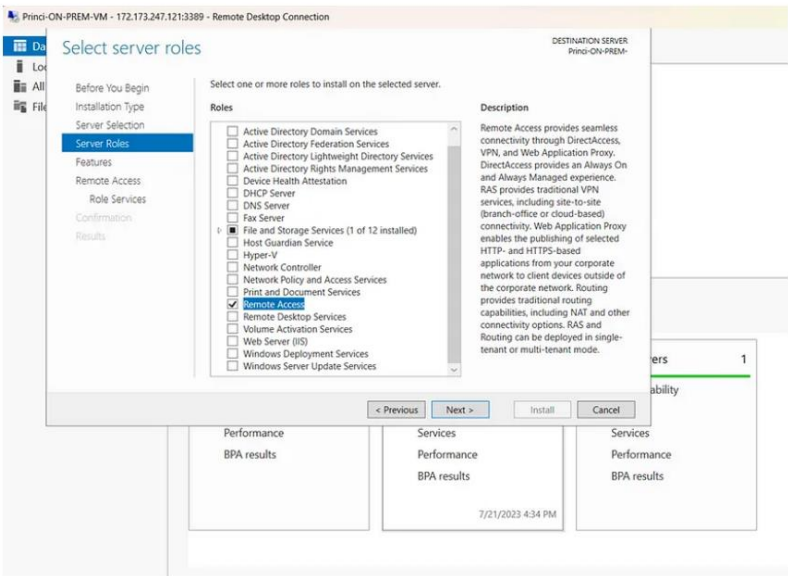 Princi-ON-PREM-VM - 172.173.247.121:3389 - Remote Desktop Connection
Da
Lo
All
File
Select server roles
DESTINATION SERVER
Princi-ON-PREM-
Before You Begin
Installation Type
Server Selection
Server Roles
Features
Remote Access
Role Services
Confirmation
Results
Select one or more roles to install on the selected server.
Roles
Active Directory Domain Services
Active Directory Federation Services
Active Directory Lightweight Directory Services
Active Directory Rights Management Services
Device Health Attestation
DHCP Server
DNS Server
Fax Server
File and Storage Services (1 of 12 installed)
Host Guardian Service
Hyper-V
Network Controller
Network Policy and Access Services
Print and Document Services
Remote Access
Remote Desktop Services
Volume Activation Services
Web Server (IIS)
Windows Deployment Services
Windows Server Update Services
Description
Remote Access provides seamless
connectivity through DirectAccess,
VPN, and Web Application Proxy.
DirectAccess provides an Always On
and Always Managed experience.
RAS provides traditional VPN
services, including site-to-site
(branch-office or cloud-based)
connectivity. Web Application Proxy
enables the publishing of selected
HTTP- and HTTPS-based
applications from your corporate
network to client devices outside of
the corporate network. Routing
provides traditional routing
capabilities, including NAT and other
connectivity options. RAS and
Routing can be deployed in single-
tenant or multi-tenant mode.
< Previous
Next >
Install
Cancel
ers 1
ability
Performance
BPA results
Services
Performance
BPA results
7/21/2023 4:34 PM
Services
Performance
BPA results